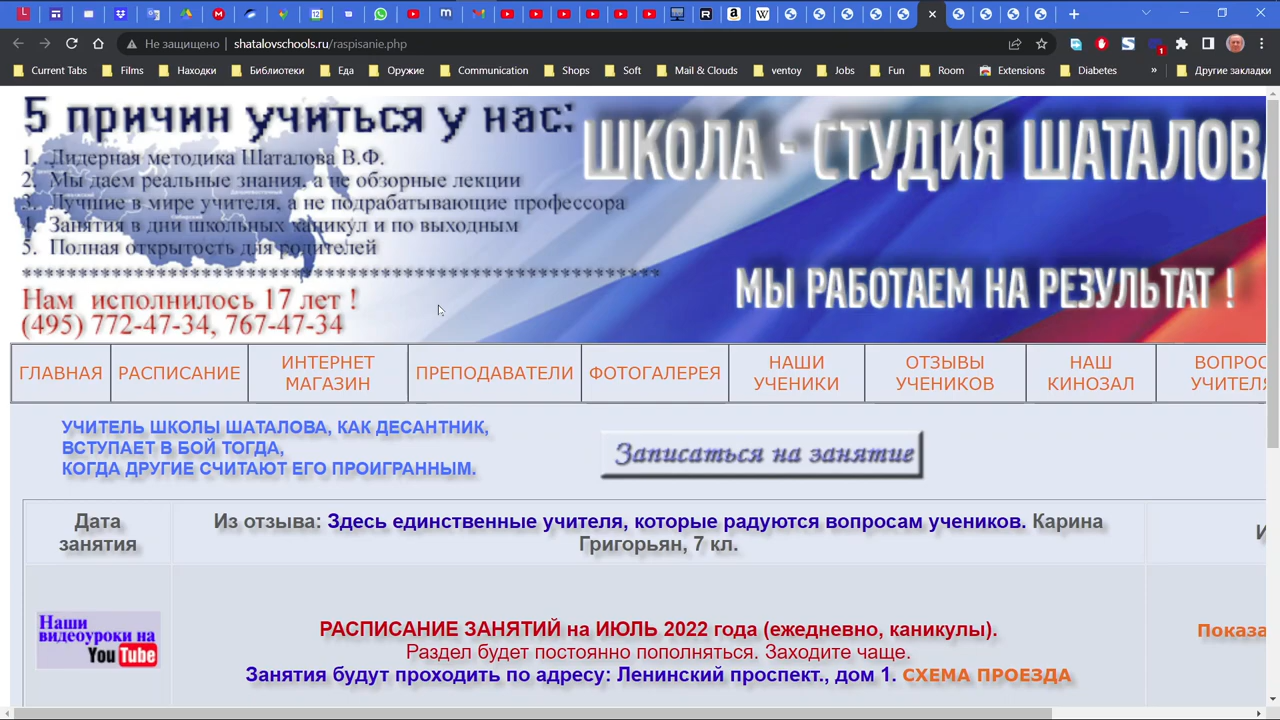 Не защищено
shatalovschools.ru/raspisanie.php
Current Tabs Films Находки Библиотеки Еда Оружие Communication Shops Soft Mail & Clouds ventoy Jobs Fun Room Extensions Diabetes » Другие закладки
5 причин учиться у нас:
1. Лидерная методика Шаталова В.Ф.
2. Мы даем реальные знания, а не обзорные лекции
3. Лучшие в мире учителя, а не подрабатывающие профессора
4. Занятия в дни школьных каникул и по выходным
5. Полная открытость для родителей
Нам исполнилось 17 лет !
(495) 772-47-34, 767-47-34
ШКОЛА - СТУДИЯ ШАТАЛОВА
МЫ РАБОТАЕМ НА РЕЗУЛЬТАТ !
ГЛАВНАЯ
РАСПИСАНИЕ
ИНТЕРНЕТ
МАГАЗИН
ПРЕПОДАВАТЕЛИ
ФОТОГАЛЕРЕЯ
НАШИ
УЧЕНИКИ
ОТЗЫВЫ
УЧЕНИКОВ
НАШ
КИНОЗАЛ
ВОПРОС
УЧИТЕЛЯ
УЧИТЕЛЬ ШКОЛЫ ШАТАЛОВА, КАК ДЕСАНТНИК,
ВСТУПАЕТ В БОЙ ТОГДА,
КОГДА ДРУГИЕ СЧИТАЮТ ЕГО ПРОИГРАННЫМ.
Записаться на занятие
Дата
занятия
Из отзыва: Здесь единственные учителя, которые радуются вопросам учеников. Карина
Григорьян, 7 кл.
Наши
видеоуроки на
YouTube
РАСПИСАНИЕ ЗАНЯТИЙ на ИЮЛЬ 2022 года (ежедневно, каникулы).
Раздел будет постоянно пополняться. Заходите чаще.
Занятия будут проходить по адресу: Ленинский проспект., дом 1. СХЕМА ПРОЕЗДА
Показа